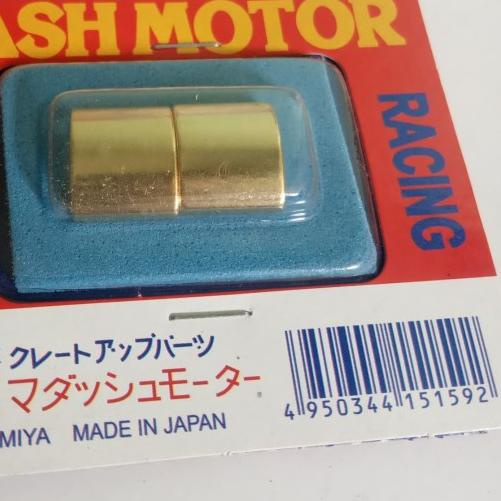 ASH MOTOR
RACING
クレートアップパーツ
マダッシュモーター
MIYA MADE IN JAPAN
4 950344 151592